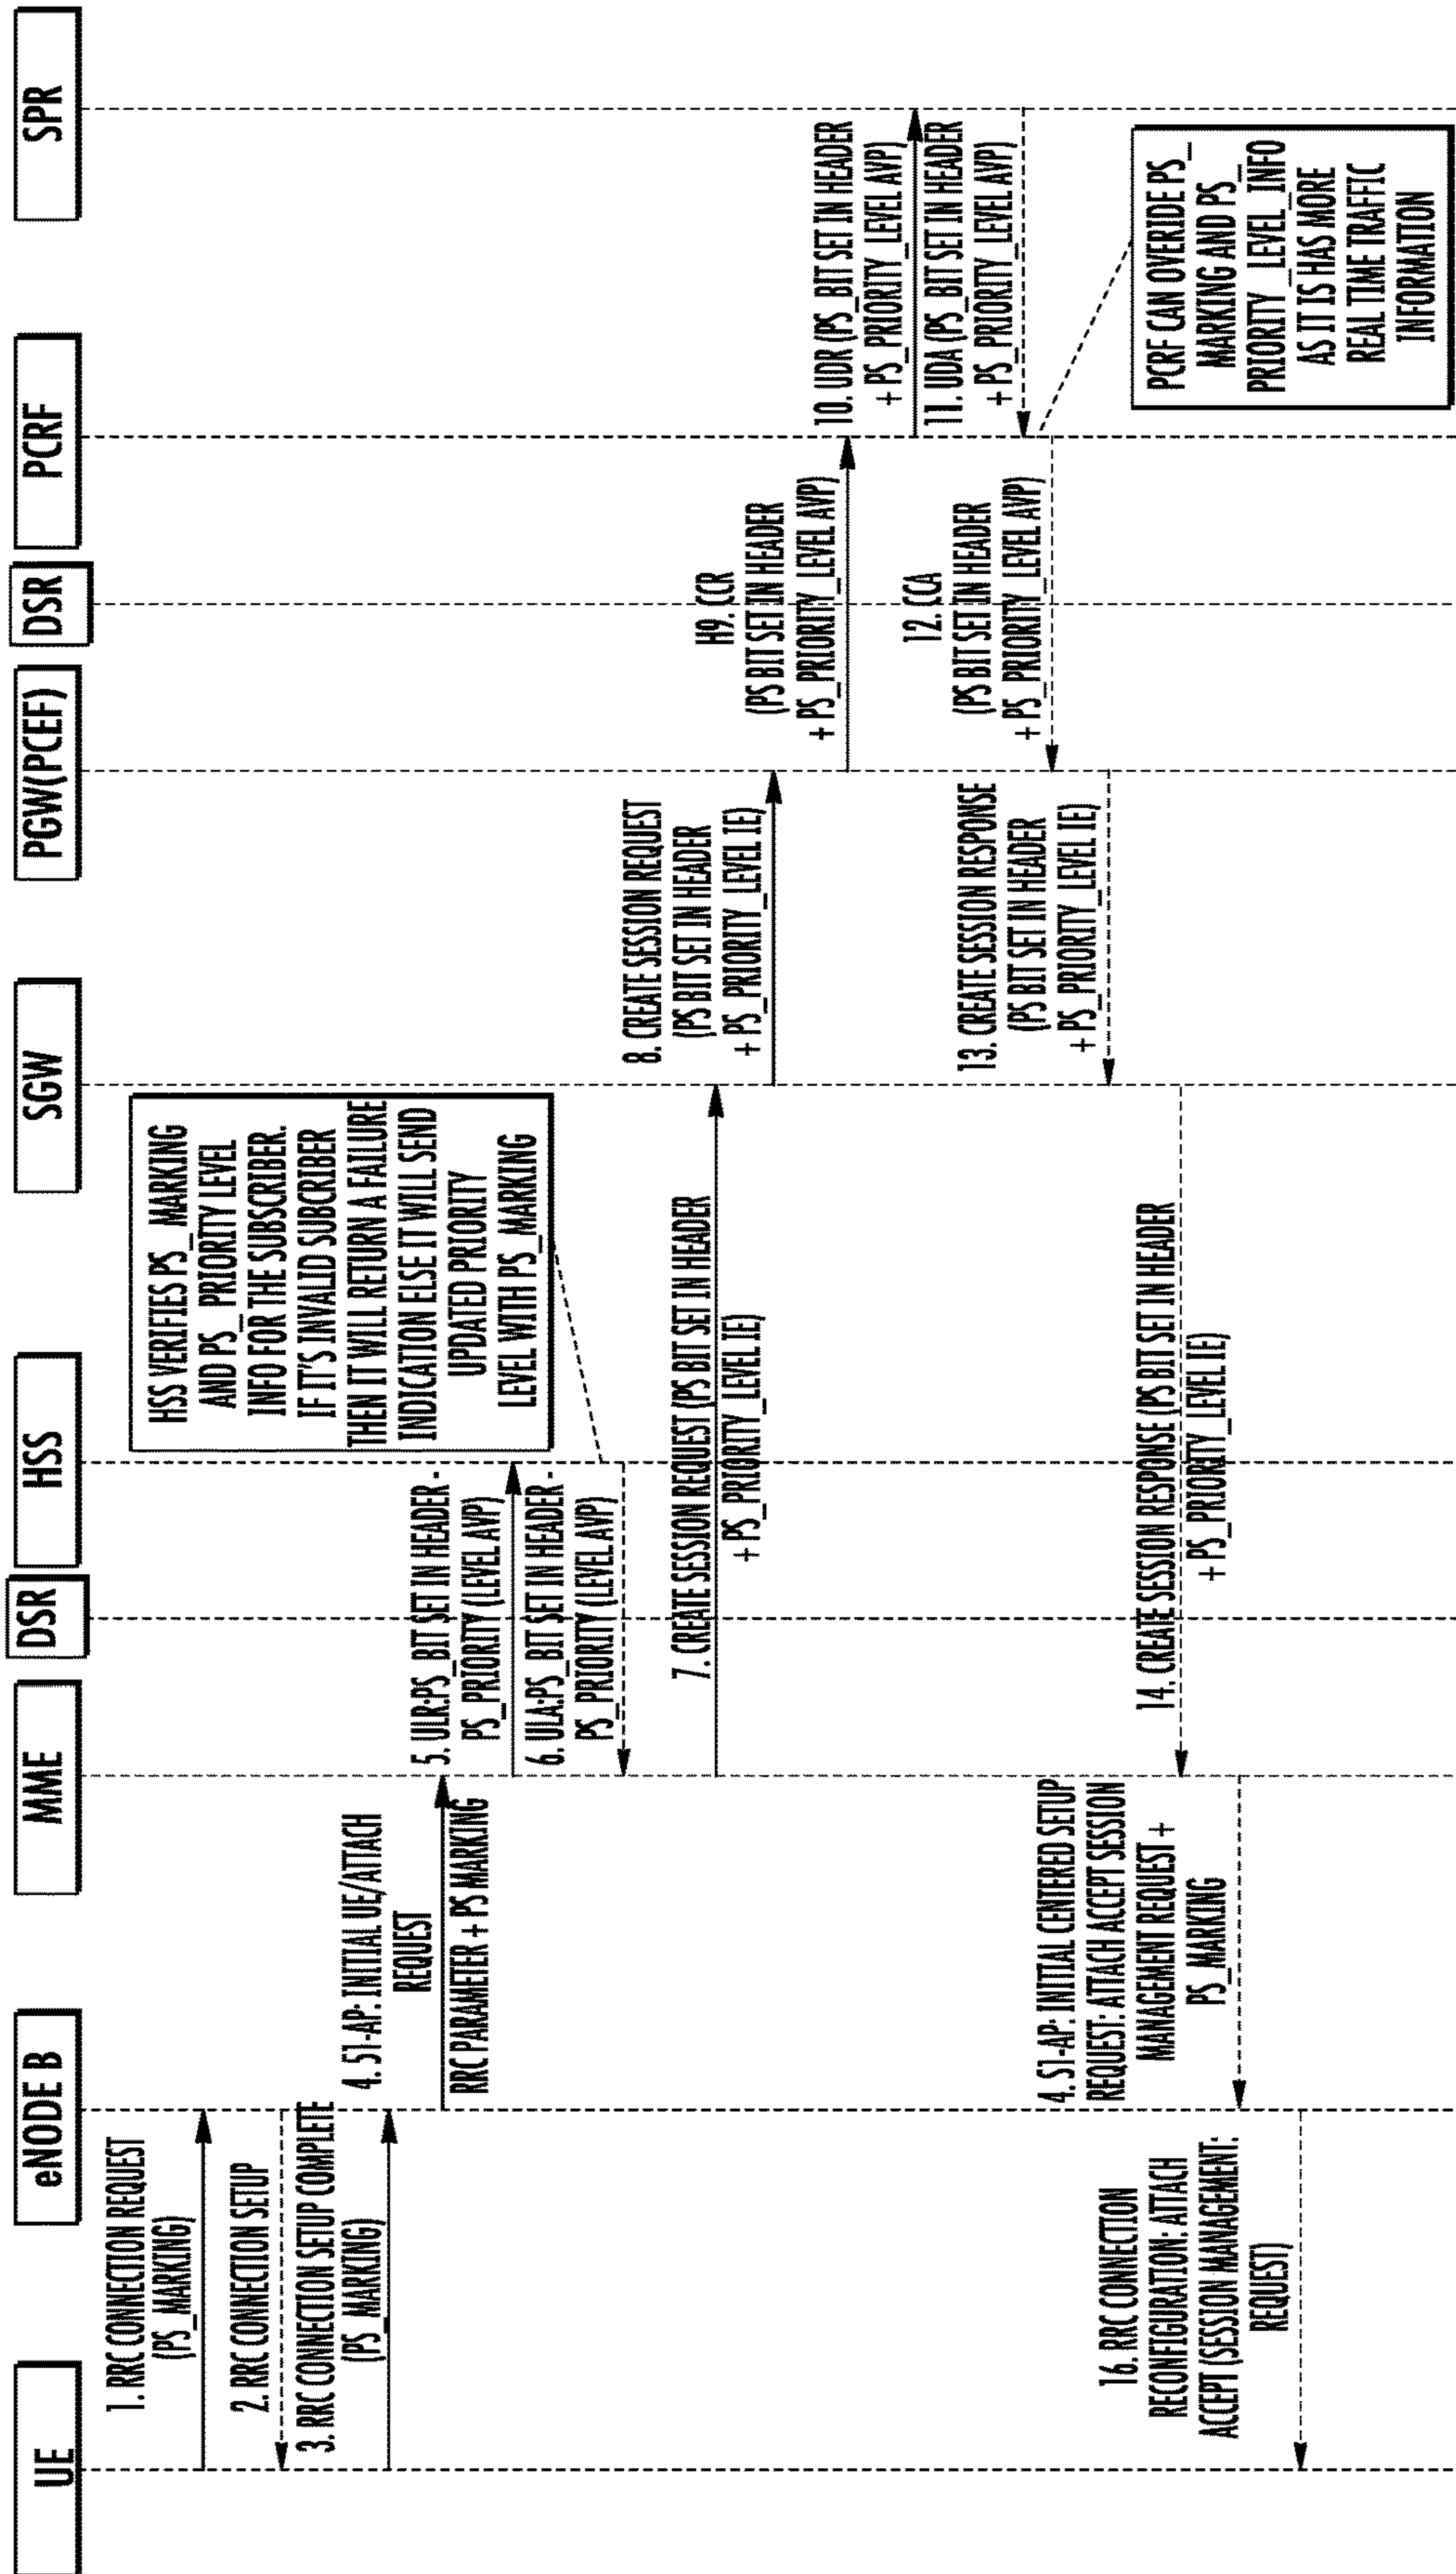 UE
eNODE B
MME
DSR
HSS
SGW
PGW(PCEF)
DSR
PCRF
SPR
1. RRC CONNECTION REQUEST
(PS_MARKING)
2. RRC CONNECTION SETUP
3. RRC CONNECTION SETUP COMPLETE
(PS_MARKING)
4. S1-AP: INITIAL UE/ATTACH
REQUEST
RRC PARAMETER + PS MARKING
5. ULR:PS_BIT SET IN HEADER -
PS_PRIORITY (LEVEL AVP)
6. ULA:PS_BIT SET IN HEADER -
PS_PRIORITY (LEVEL AVP)
HSS VERIFIES PS_MARKING
AND PS_PRIORITY LEVEL
INFO FOR THE SUBSCRIBER.
IF IT'S INVALID SUBCRIBER
THEN IT WILL RETURN A FAILURE
INDICATION ELSE IT WILL SEND
UPDATED PRIORITY
LEVEL WITH PS_MARKING
7. CREATE SESSION REQUEST (PS BIT SET IN HEADER
+ PS_PRIORITY_LEVEL IE)
8. CREATE SESSION REQUEST
(PS BIT SET IN HEADER
+ PS_PRIORITY_LEVEL IE)
H9. CCR
(PS BIT SET IN HEADER
+ PS_PRIORITY_LEVEL AVP)
10. UDR (PS_BIT SET IN HEADER
+ PS_PRIORITY_LEVEL AVP)
11. UDA (PS_BIT SET IN HEADER
+ PS_PRIORITY_LEVEL AVP)
PCRF CAN OVERRIDE PS_
MARKING AND PS_
PRIORITY_LEVEL_INFO
AS IT IS HAS MORE
REAL TIME TRAFFIC
INFORMATION
12. CCA
(PS BIT SET IN HEADER
+ PS_PRIORITY_LEVEL AVP)
13. CREATE SESSION RESPONSE
(PS BIT SET IN HEADER
+ PS_PRIORITY_LEVEL IE)
14. CREATE SESSION RESPONSE (PS BIT SET IN HEADER
+ PS_PRIORITY_LEVEL IE)
4. S1-AP: INITIAL CENTERED SETUP
REQUEST: ATTACH ACCEPT SESSION
MANAGEMENT REQUEST +
PS_MARKING
16. RRC CONNECTION
RECONFIGURATION: ATTACH
ACCEPT (SESSION MANAGEMENT:
REQUEST)